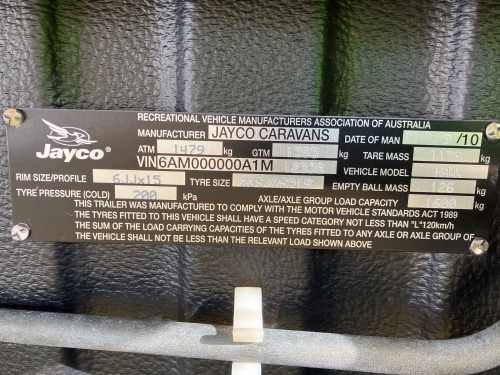 RECREATIONAL VEHICLE MANUFACTURERS ASSOCIATION OF AUSTRALIA
MANUFACTURER JAYCO CARAVANS DATE OF MAN /10
Jayco
ATM 1479 kg GTM kg TARE MASS
VIN 6AM000000A1M VEHICLE MODEL
RIM SIZE/PROFILE 6JJx15 TYRE SIZE EMPTY BALL MASS 126
TYRE PRESSURE (COLD) 200 kPa AXLE/AXLE GROUP LOAD CAPACITY 1600
THIS TRAILER WAS MANUFACTURED TO COMPLY WITH THE MOTOR VEHICLE STANDARDS ACT 1989
THE TYRES FITTED TO THIS VEHICLE SHALL HAVE A SPEED CATEGORY NOT LESS THAN "L"120km/h
THE SUM OF THE LOAD CARRYING CAPACITIES OF THE TYRES FITTED TO ANY AXLE OR AXLE GROUP OF
THE VEHICLE SHALL NOT BE LESS THAN THE RELEVANT LOAD SHOWN ABOVE